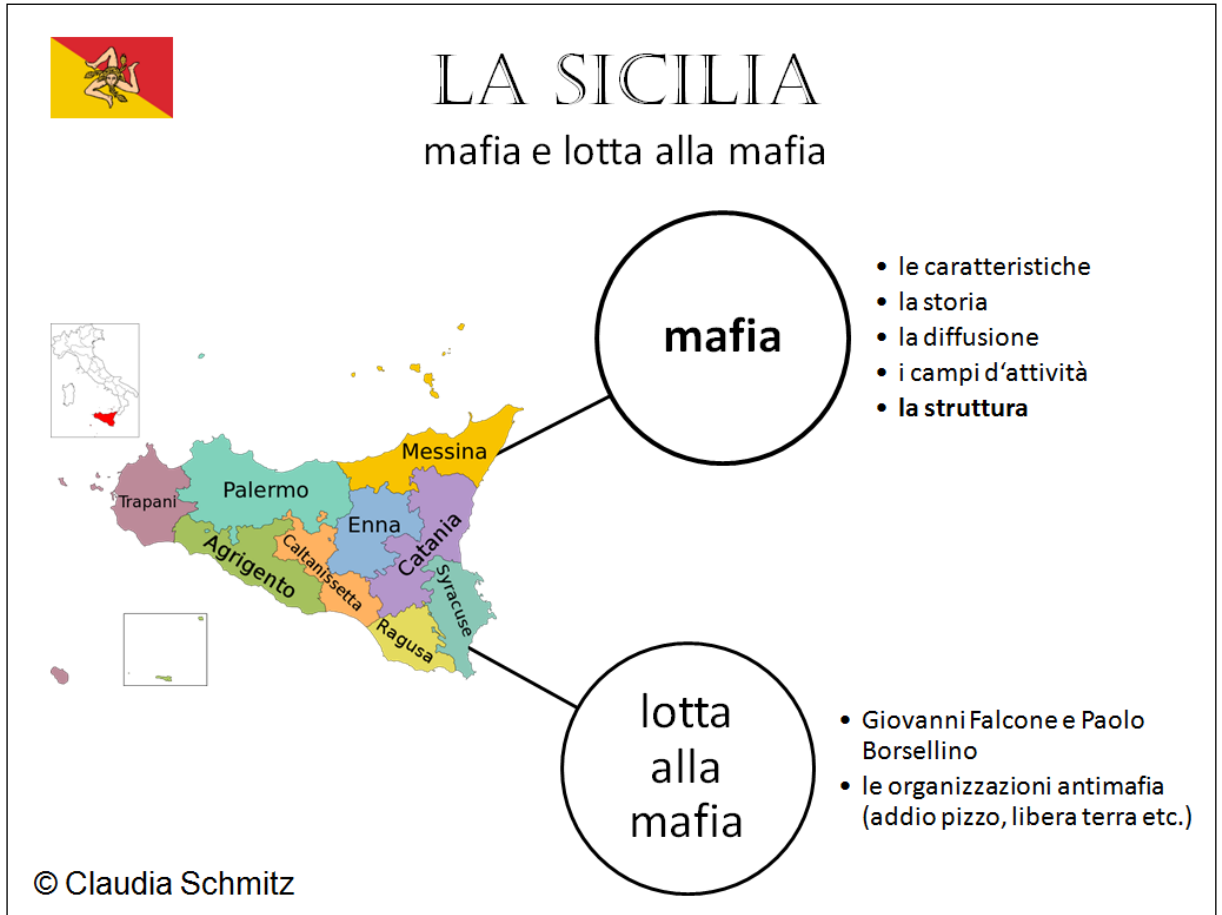 LA SICILIA
mafia e lotta alla mafia
mafia
• le caratteristiche
• la storia
• la diffusione
• i campi d‘attività
• la struttura
Messina
Palermo
Trapani
Enna
Catania
Agrigento
Caltanissetta
Syracuse
Ragusa
lotta
alla
mafia
• Giovanni Falcone e Paolo
Borsellino
• le organizzazioni antimafia
(addio pizzo, libera terra etc.)
© Claudia Schmitz